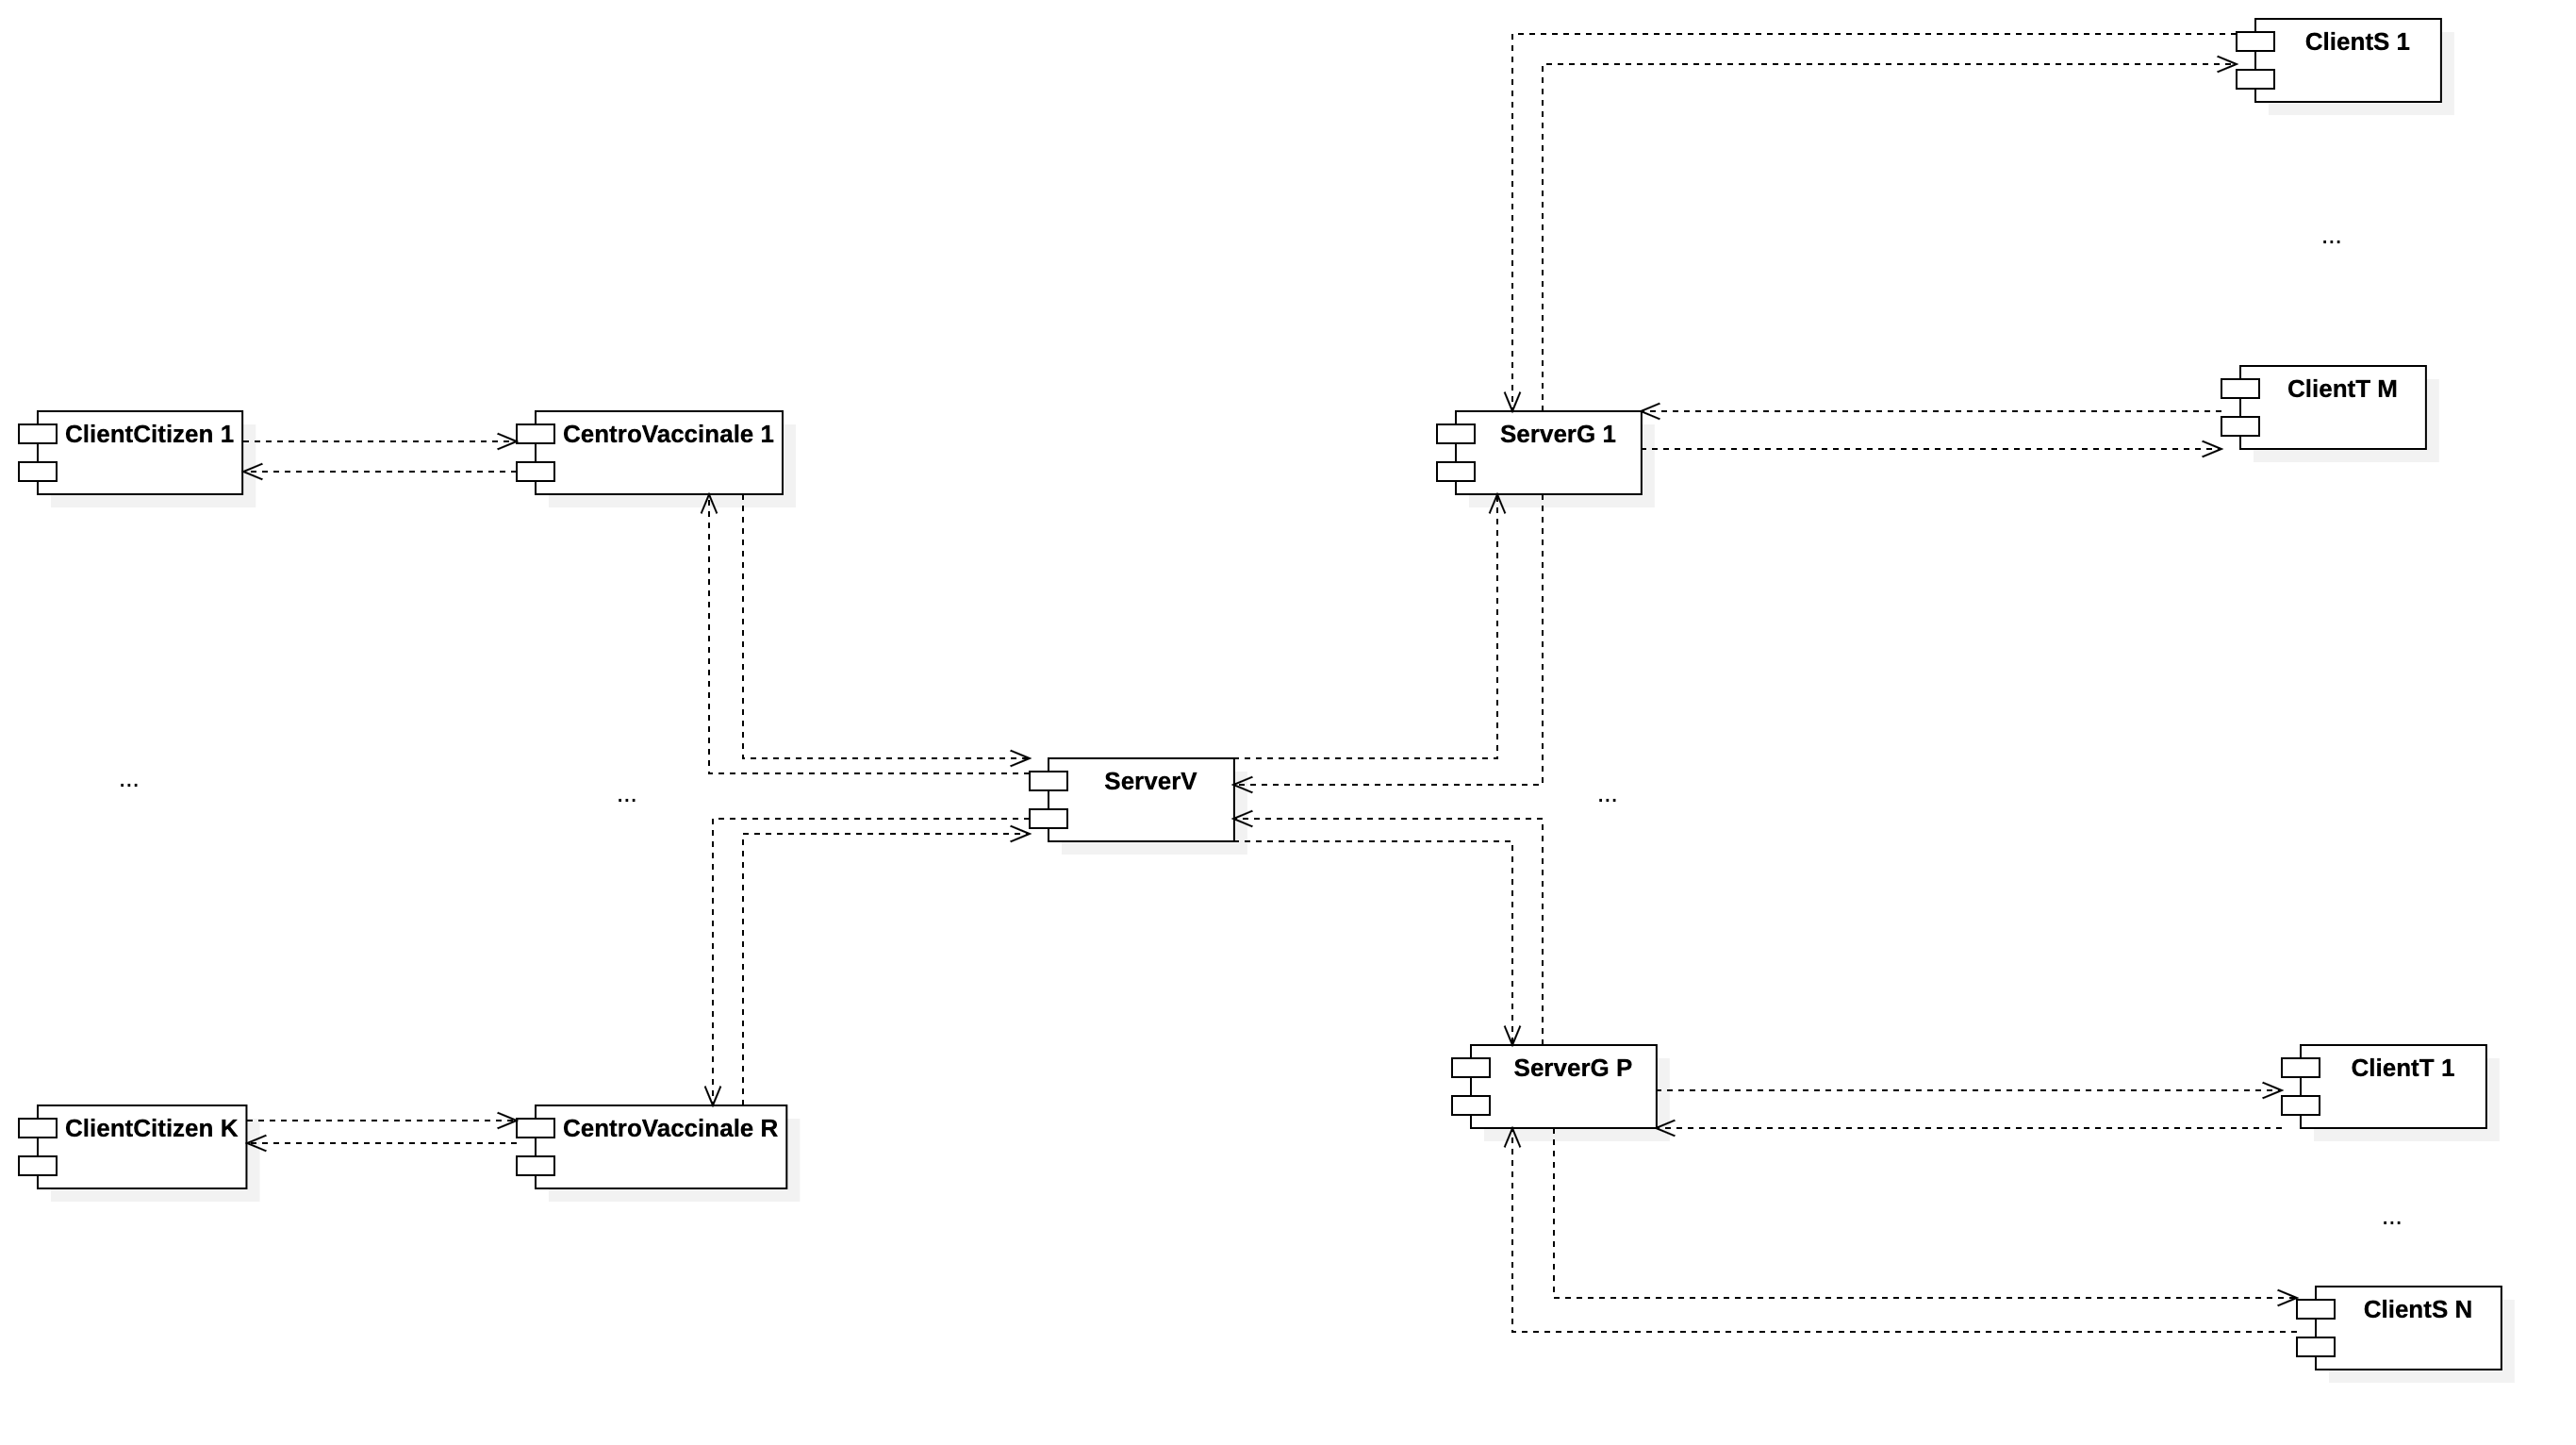 ClientS 1
...
ClientT M
ClientCitizen 1
CentroVaccinale 1
ServerG 1
...
...
ServerV
...
ServerG P
ClientT 1
ClientCitizen K
CentroVaccinale R
...
ClientS N